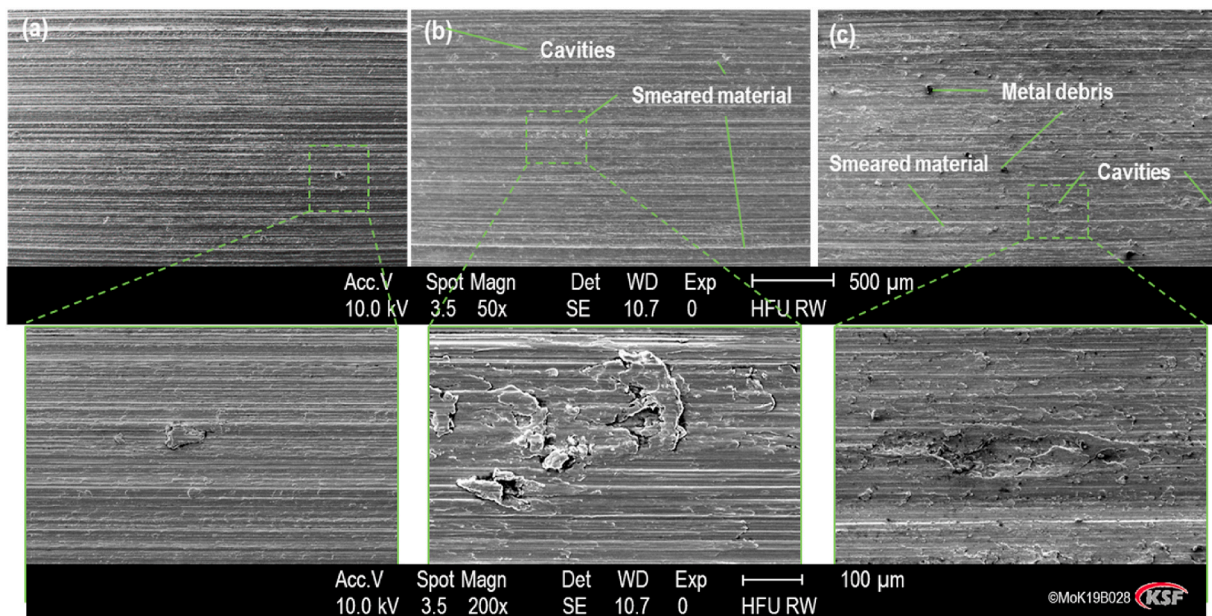 (a)
(b)
(c)
Cavities
Smeared material
Metal debris
Smeared material
Cavities
Acc.V Spot Magn Det WD Exp 500 µm
10.0 kV 3.5 50x SE 10.7 0 HFU RW
Acc.V Spot Magn Det WD Exp 100 µm
10.0 kV 3.5 200x SE 10.7 0 HFU RW
©MoK19B028 KSF